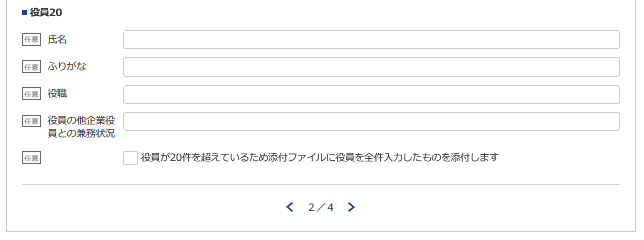 役員20
任意 氏名
任意 ふりがな
任意 役職
任意 役員の他企業役
員との兼務状況
任意 役員が20件を超えているため添付ファイルに役員を全件入力したものを添付します
2／4